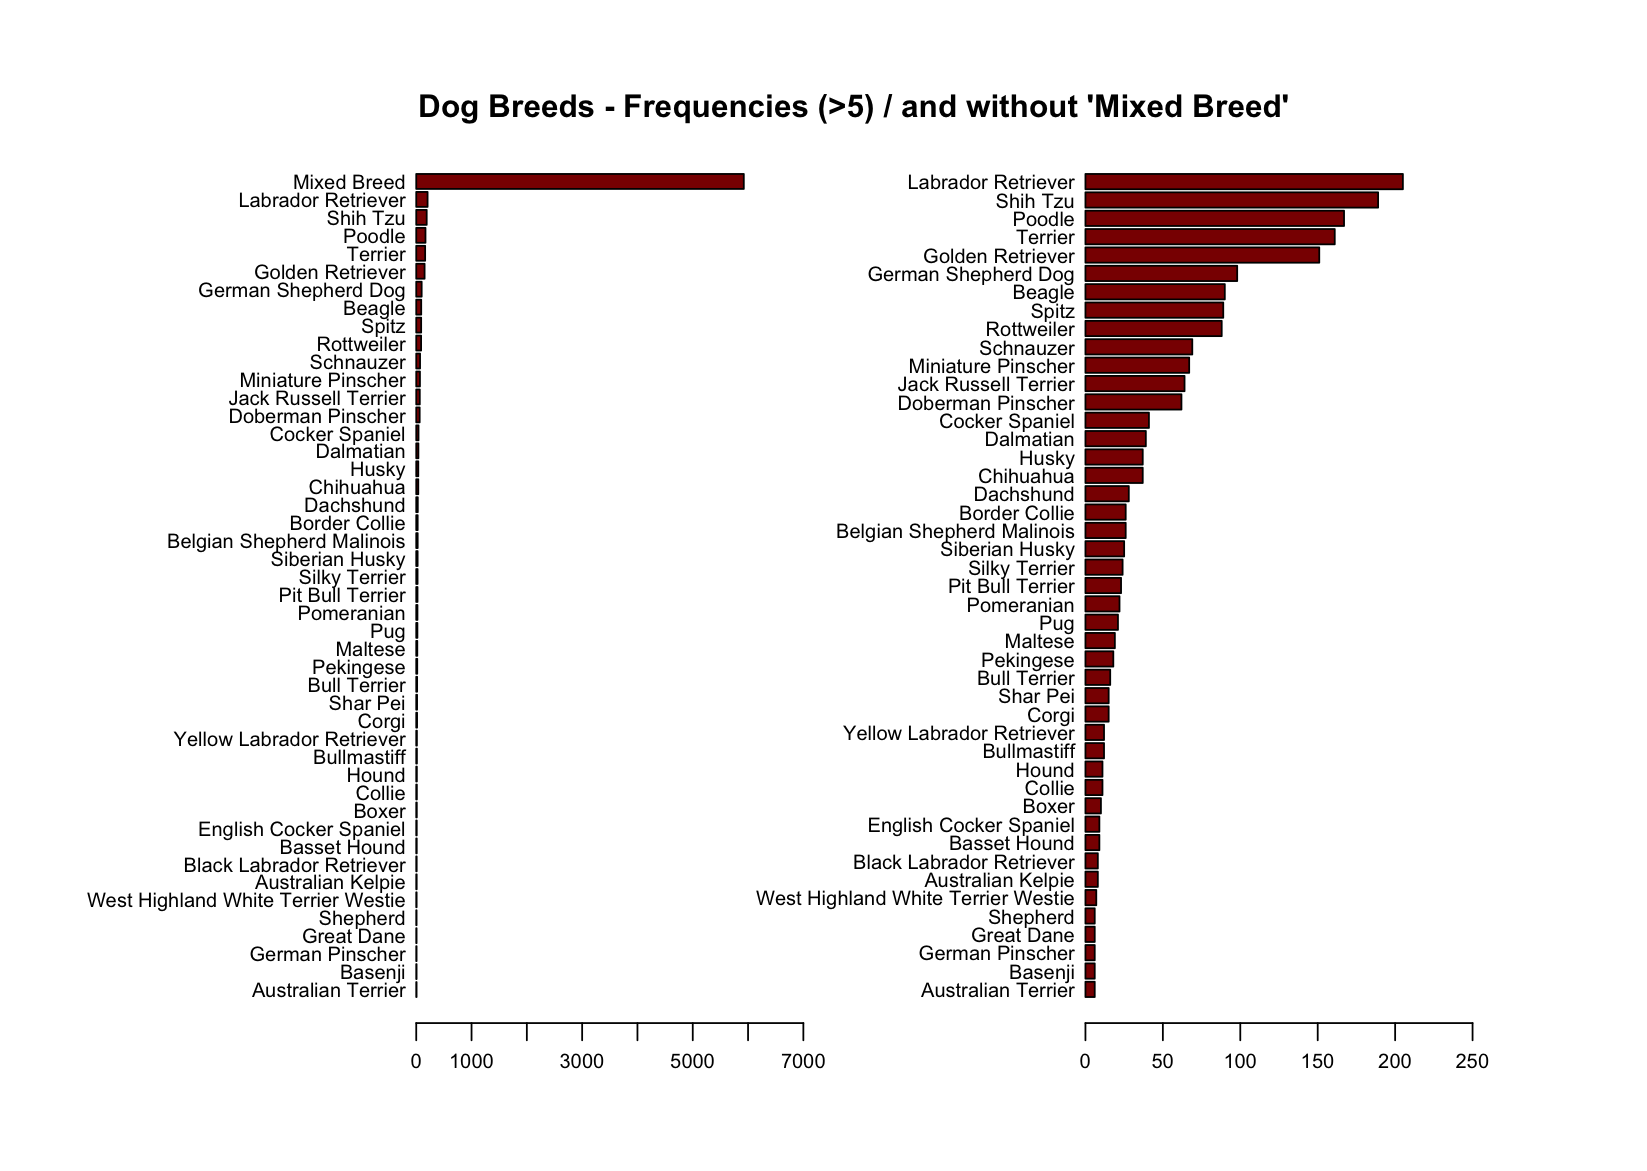 Dog Breeds - Frequencies (>5) / and without 'Mixed Breed'
Mixed Breed
Labrador Retriever
Shih Tzu
Poodle
Terrier
Golden Retriever
German Shepherd Dog
Beagle
Spitz
Rottweiler
Schnauzer
Miniature Pinscher
Jack Russell Terrier
Doberman Pinscher
Cocker Spaniel
Dalmatian
Husky
Chihuahua
Dachshund
Border Collie
Belgian Shepherd Malinois
Siberian Husky
Silky Terrier
Pit Bull Terrier
Pomeranian
Pug
Maltese
Pekingese
Bull Terrier
Shar Pei
Corgi
Yellow Labrador Retriever
Bullmastiff
Hound
Collie
Boxer
English Cocker Spaniel
Basset Hound
Black Labrador Retriever
Australian Kelpie
West Highland White Terrier Westie
Shepherd
Great Dane
German Pinscher
Basenji
Australian Terrier
0 1000 3000 5000 7000
Labrador Retriever
Shih Tzu
Poodle
Terrier
Golden Retriever
German Shepherd Dog
Beagle
Spitz
Rottweiler
Schnauzer
Miniature Pinscher
Jack Russell Terrier
Doberman Pinscher
Cocker Spaniel
Dalmatian
Husky
Chihuahua
Dachshund
Border Collie
Belgian Shepherd Malinois
Siberian Husky
Silky Terrier
Pit Bull Terrier
Pomeranian
Pug
Maltese
Pekingese
Bull Terrier
Shar Pei
Corgi
Yellow Labrador Retriever
Bullmastiff
Hound
Collie
Boxer
English Cocker Spaniel
Basset Hound
Black Labrador Retriever
Australian Kelpie
West Highland White Terrier Westie
Shepherd
Great Dane
German Pinscher
Basenji
Australian Terrier
0 50 100 150 200 250